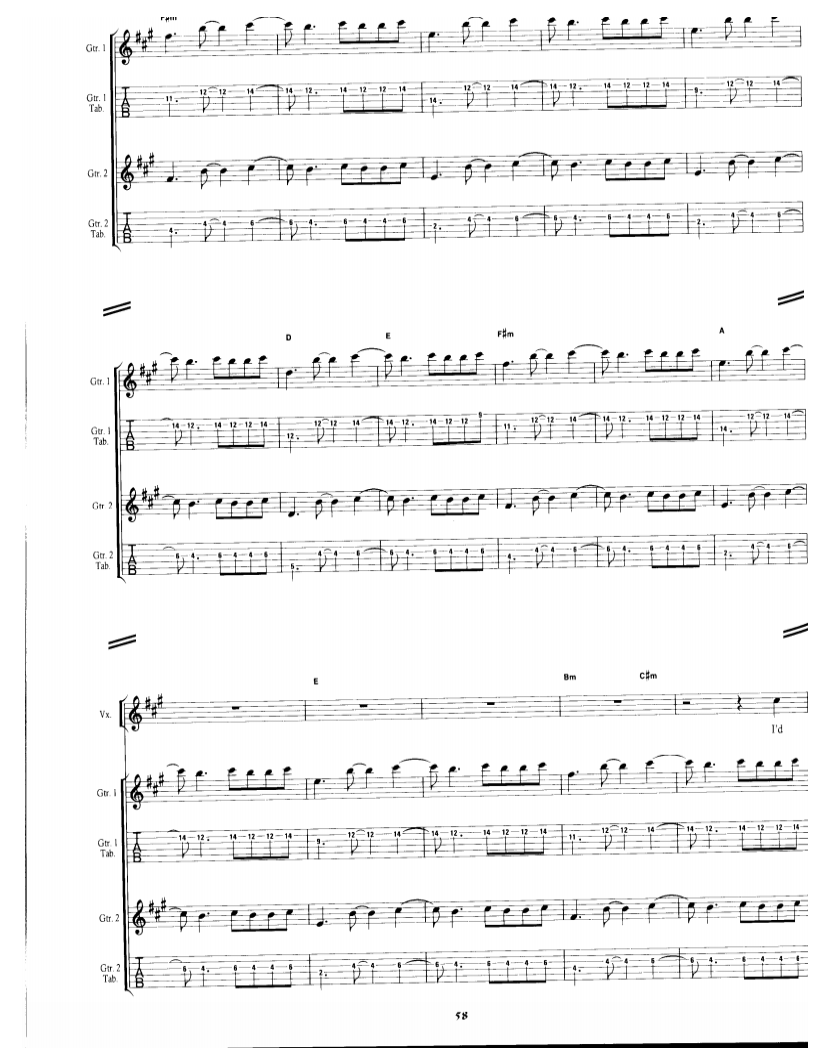 F#m
Gtr. 1
11 . 12 12 14 14 12 . 14 12 12 14 14 . 12 12 14 14 12 . 14 12 12 14 9 . 12 12 14
Gtr. 1
Tab.
Gtr. 2
4 . 4 4 6 6 4 . 6 4 4 6 2 . 4 4 6 6 4 . 6 4 4 6 2 . 4 4 6
Gtr. 2
Tab.
D E F#m A
Gtr. 1
14 12 . 14 12 12 14 12 . 12 12 14 14 12 . 14 12 12 9 11 . 12 12 14 14 12 . 14 12 12 14 14 . 12 12 14
Gtr. 1
Tab.
Gtr. 2
6 4 . 6 4 4 6 5 . 4 4 6 6 4 . 6 4 4 6 4 . 4 4 6 6 4 . 6 4 4 6 2 . 4 4 6
Gtr. 2
Tab.
E Bm C#m
Vx.
I'd
Gtr. 1
14 12 . 14 12 12 14 9 . 12 12 14 14 12 . 14 12 12 14 11 . 12 12 14 14 12 . 14 12 12 14
Gtr. 1
Tab.
Gtr. 2
6 4 . 6 4 4 6 2 . 4 4 6 6 4 . 6 4 4 6 4 . 4 4 6 6 4 . 6 4 4 6
Gtr. 2
Tab.
58